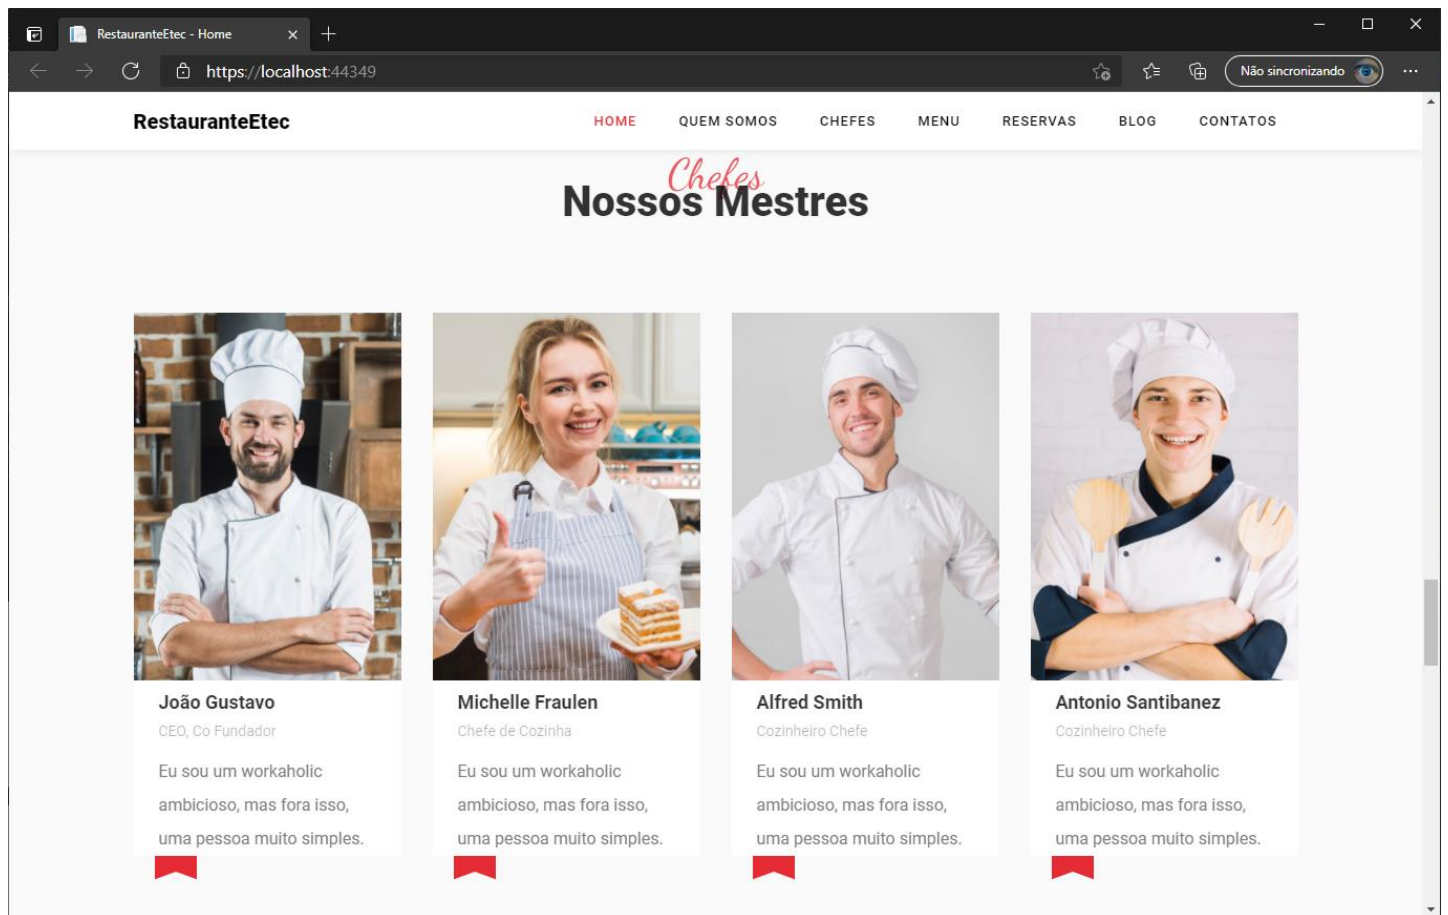 RestauranteEtec - Home
https://localhost:44349
Não sincronizando
RestauranteEtec
HOME QUEM SOMOS CHEFES MENU RESERVAS BLOG CONTATOS
Chefes
Nossos Mestres
João Gustavo
CEO, Co Fundador
Eu sou um workaholic
ambicioso, mas fora isso,
uma pessoa muito simples.
Michelle Fraulen
Chefe de Cozinha
Eu sou um workaholic
ambicioso, mas fora isso,
uma pessoa muito simples.
Alfred Smith
Cozinheiro Chefe
Eu sou um workaholic
ambicioso, mas fora isso,
uma pessoa muito simples.
Antonio Santibanez
Cozinheiro Chefe
Eu sou um workaholic
ambicioso, mas fora isso,
uma pessoa muito simples.